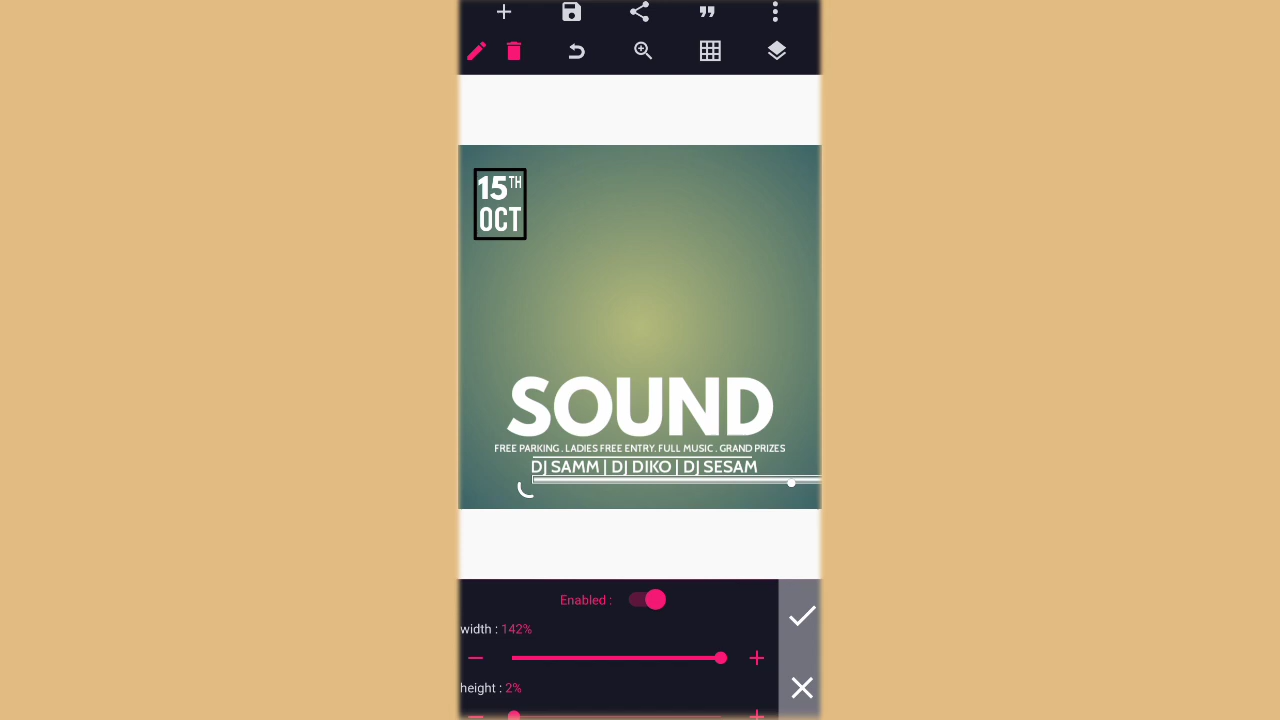 15TH
OCT
SOUND
FREE PARKING . LADIES FREE ENTRY. FULL MUSIC . GRAND PRIZES
DJ SAMM | DJ DIKO | DJ SESAM
Enabled :
width : 142%
height : 2%